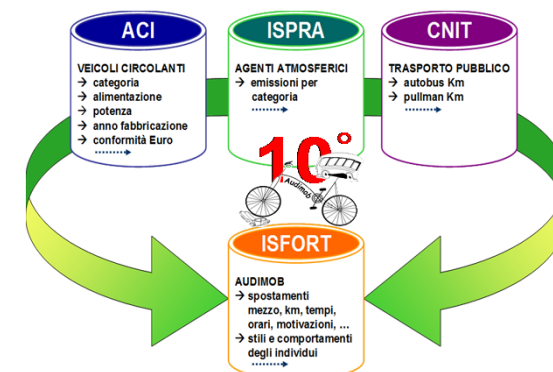 ACI
VEICOLI CIRCOLANTI
→ categoria
→ alimentazione
→ potenza
→ anno fabbricazione
→ conformità Euro
ISPRA
AGENTI ATMOSFERICI
→ emissioni per
categoria
CNIT
TRASPORTO PUBBLICO
→ autobus Km
→ pullman Km
10°
Audimob
ISFORT
AUDIMOB
→ spostamenti
mezzo, km, tempi,
orari, motivazioni, ...
→ stili e comportamenti
degli individui